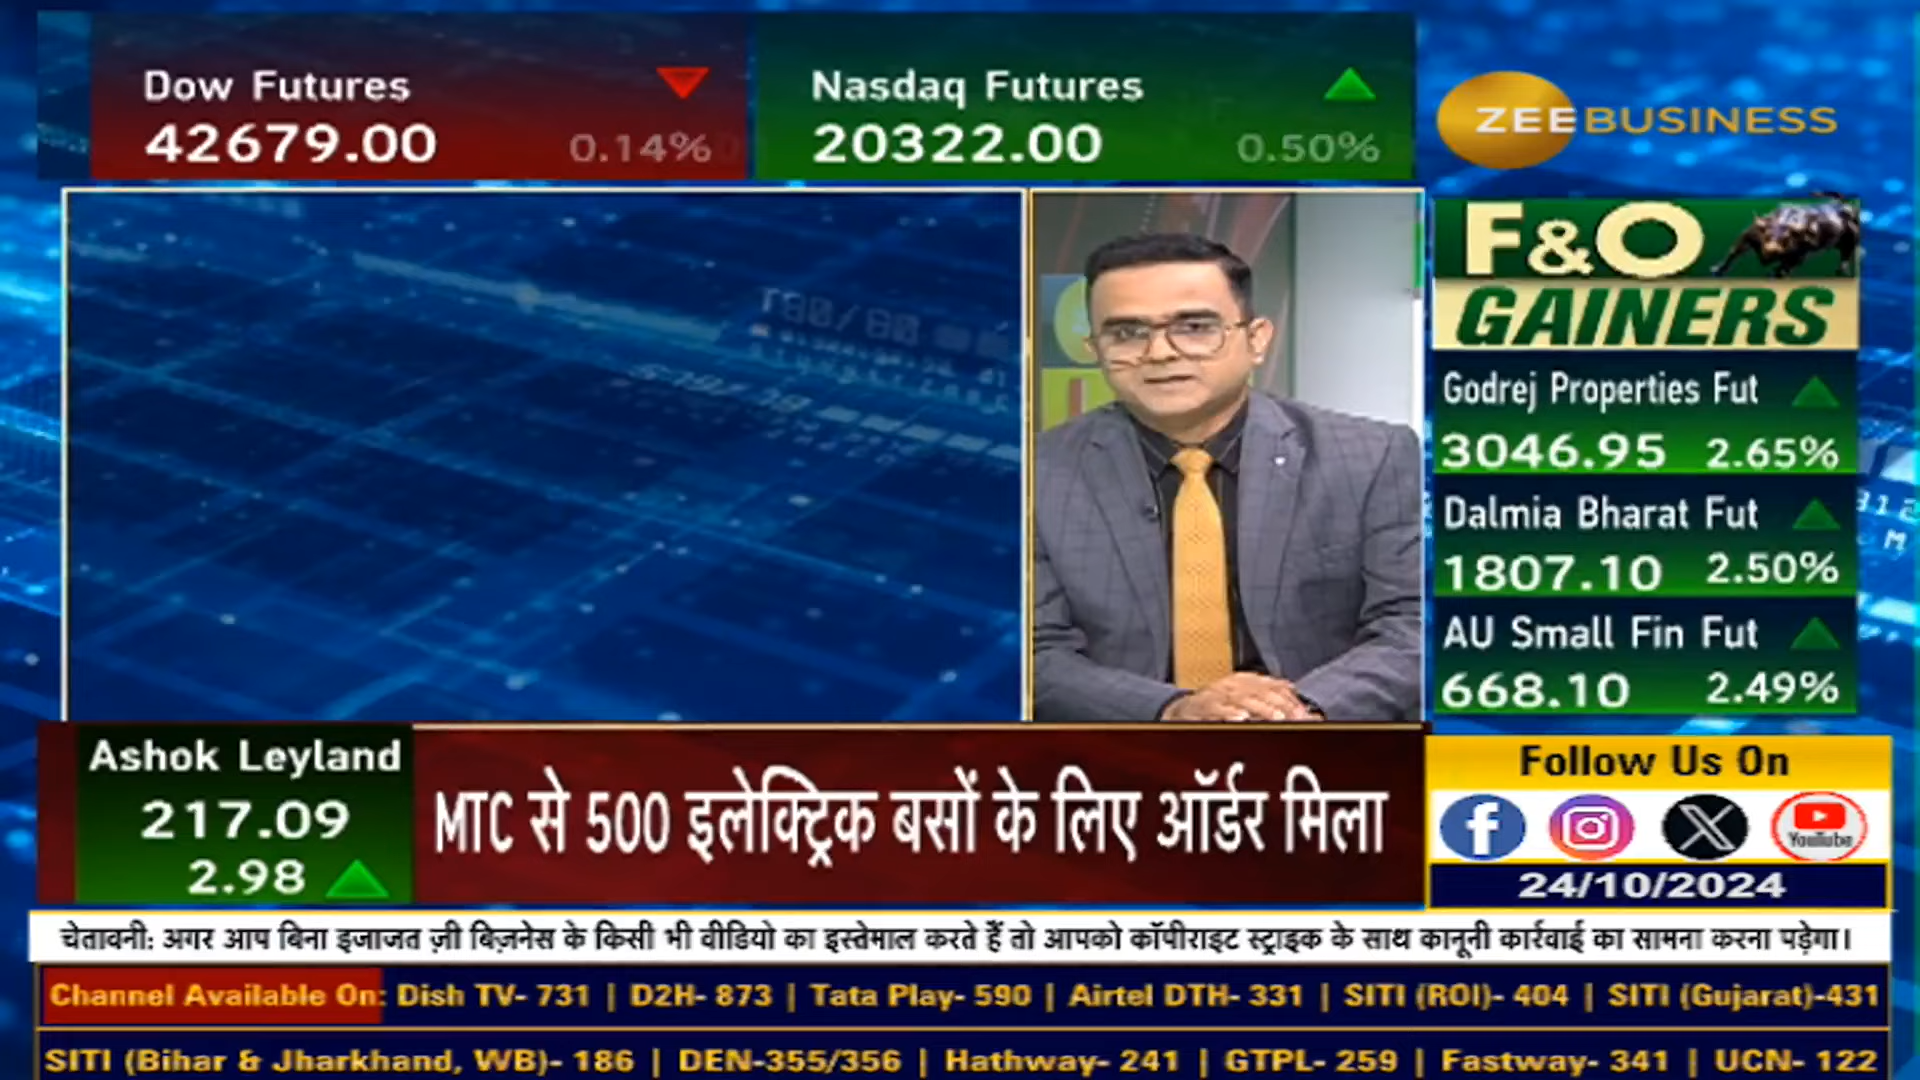 Dow Futures
42679.00 0.14%
Nasdaq Futures
20322.00 0.50%
ZEEBUSINESS
F&O
GAINERS
Godrej Properties Fut
3046.95 2.65%
Dalmia Bharat Fut
1807.10 2.50%
AU Small Fin Fut
668.10 2.49%
Ashok Leyland
217.09
2.98
MTC से 500 इलेक्ट्रिक बसों के लिए ऑर्डर मिला
Follow Us On
YouTube
24/10/2024
चेतावनी: अगर आप बिना इजाजत ज़ी बिज़नेस के किसी भी वीडियो का इस्तेमाल करते हैं तो आपको कॉपीराइट स्ट्राइक के साथ कानूनी कार्रवाई का सामना करना पड़ेगा।
Channel Available On: Dish TV- 731 | D2H- 873 | Tata Play- 590 | Airtel DTH- 331 | SITI (ROI)- 404 | SITI (Gujarat)-431
SITI (Bihar & Jharkhand, WB)- 186 | DEN-355/356 | Hathway- 241 | GTPL- 259 | Fastway- 341 | UCN- 122